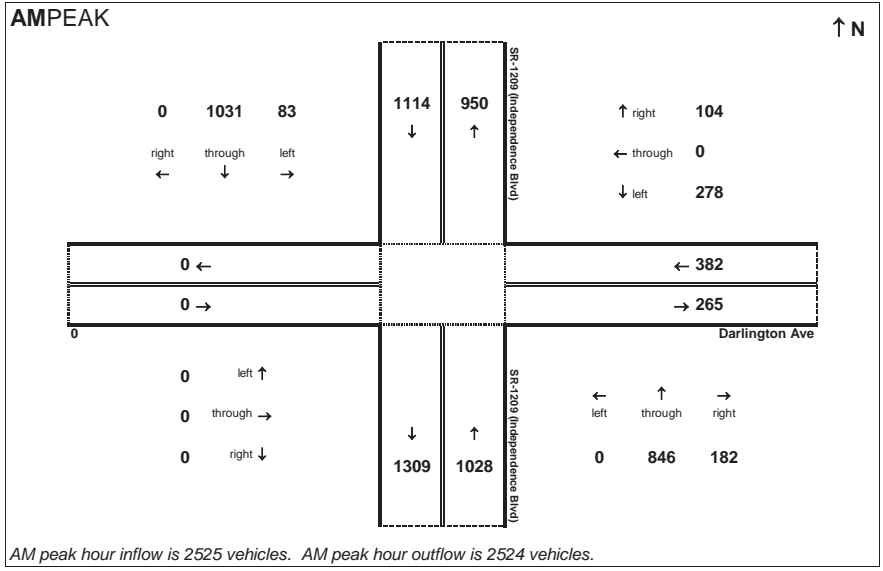 AMPEAK
↑ N
SR-1209 (Independence Blvd)
1114 950
↓ ↑
0 1031 83
right through left
← ↓ →
↑ right 104
← through 0
↓ left 278
0 ←
← 382
0 →
→ 265
0
Darlington Ave
0 left ↑
0 through →
0 right ↓
↓ ↑
1309 1028
SR-1209 (Independence Blvd)
← ↑ →
left through right
0 846 182
AM peak hour inflow is 2525 vehicles. AM peak hour outflow is 2524 vehicles.